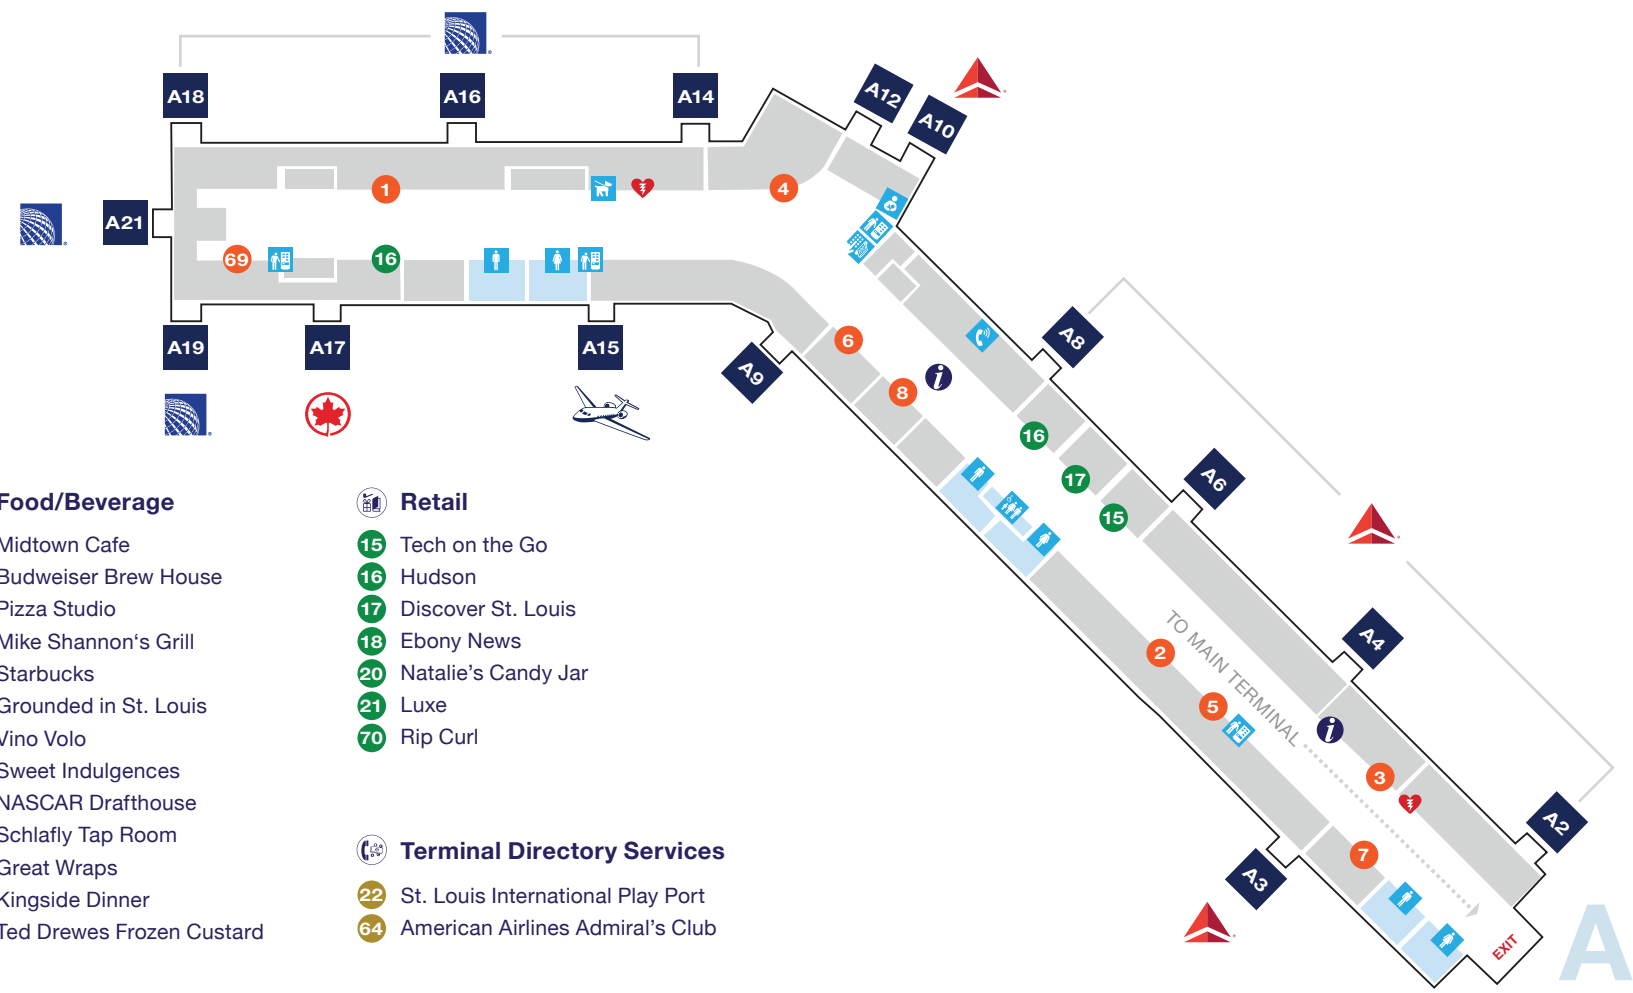 A18
A16
A14
A12
A10
A21
1
4
69
16
A19
A17
A15
A9
6
8
i
A8
16
17
15
A6
A4
2
5
TO MAIN TERMINAL
i
3
A2
7
A3
EXIT
A
Food/Beverage
Midtown Cafe
Budweiser Brew House
Pizza Studio
Mike Shannon‘s Grill
Starbucks
Grounded in St. Louis
Vino Volo
Sweet Indulgences
NASCAR Drafthouse
Schlafly Tap Room
Great Wraps
Kingside Dinner
Ted Drewes Frozen Custard
Retail
15 Tech on the Go
16 Hudson
17 Discover St. Louis
18 Ebony News
20 Natalie’s Candy Jar
21 Luxe
70 Rip Curl
Terminal Directory Services
22 St. Louis International Play Port
64 American Airlines Admiral’s Club